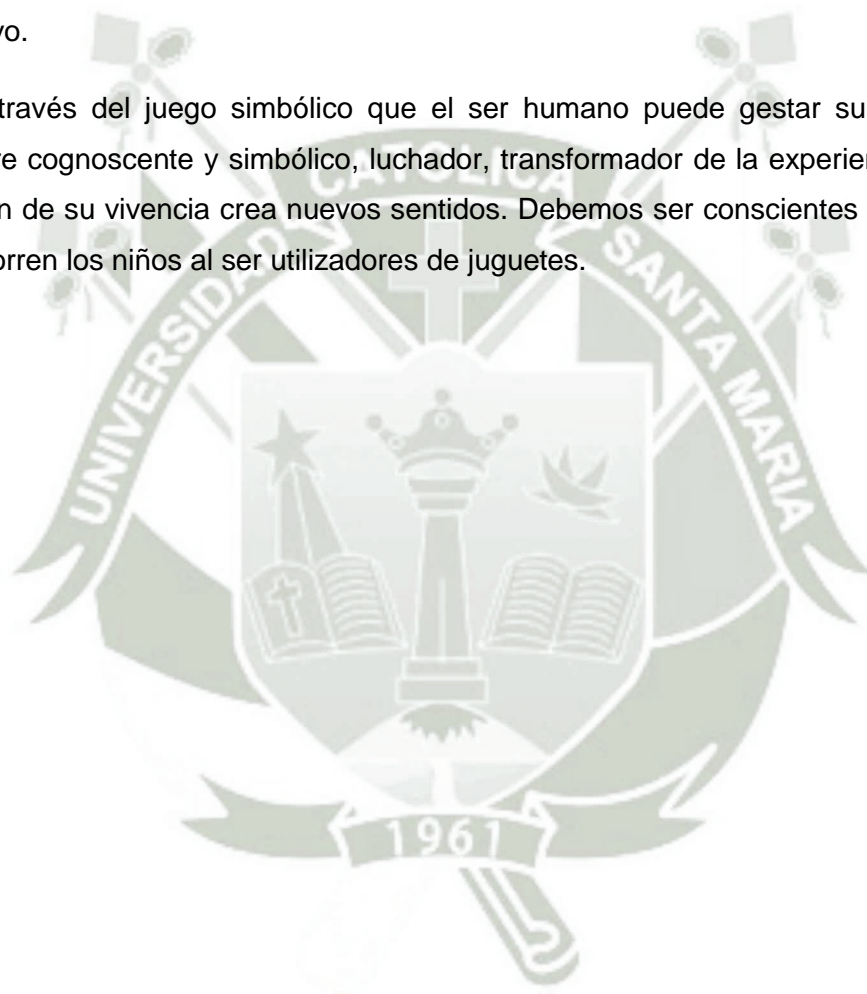 vo.
través del juego simbólico que el ser humano puede gestar su
re cognoscente y simbólico, luchador, transformador de la experien
n de su vivencia crea nuevos sentidos. Debemos ser conscientes
orren los niños al ser utilizadores de juguetes.
UNIVERSIDAD CATOLICA SANTA MARIA
1961